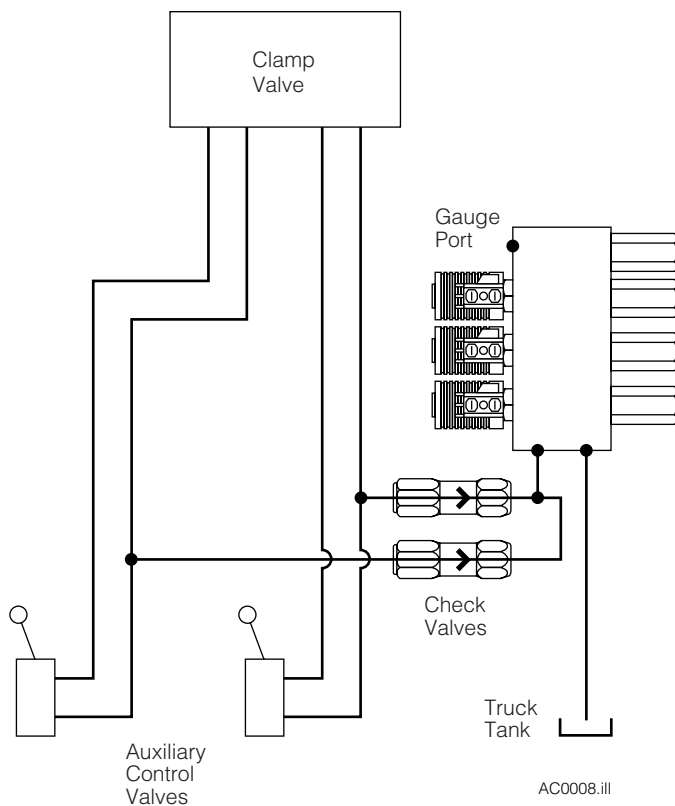 Clamp
Valve
Gauge
Port
Check
Valves
Truck
Tank
Auxiliary
Control
Valves
AC0008.ill